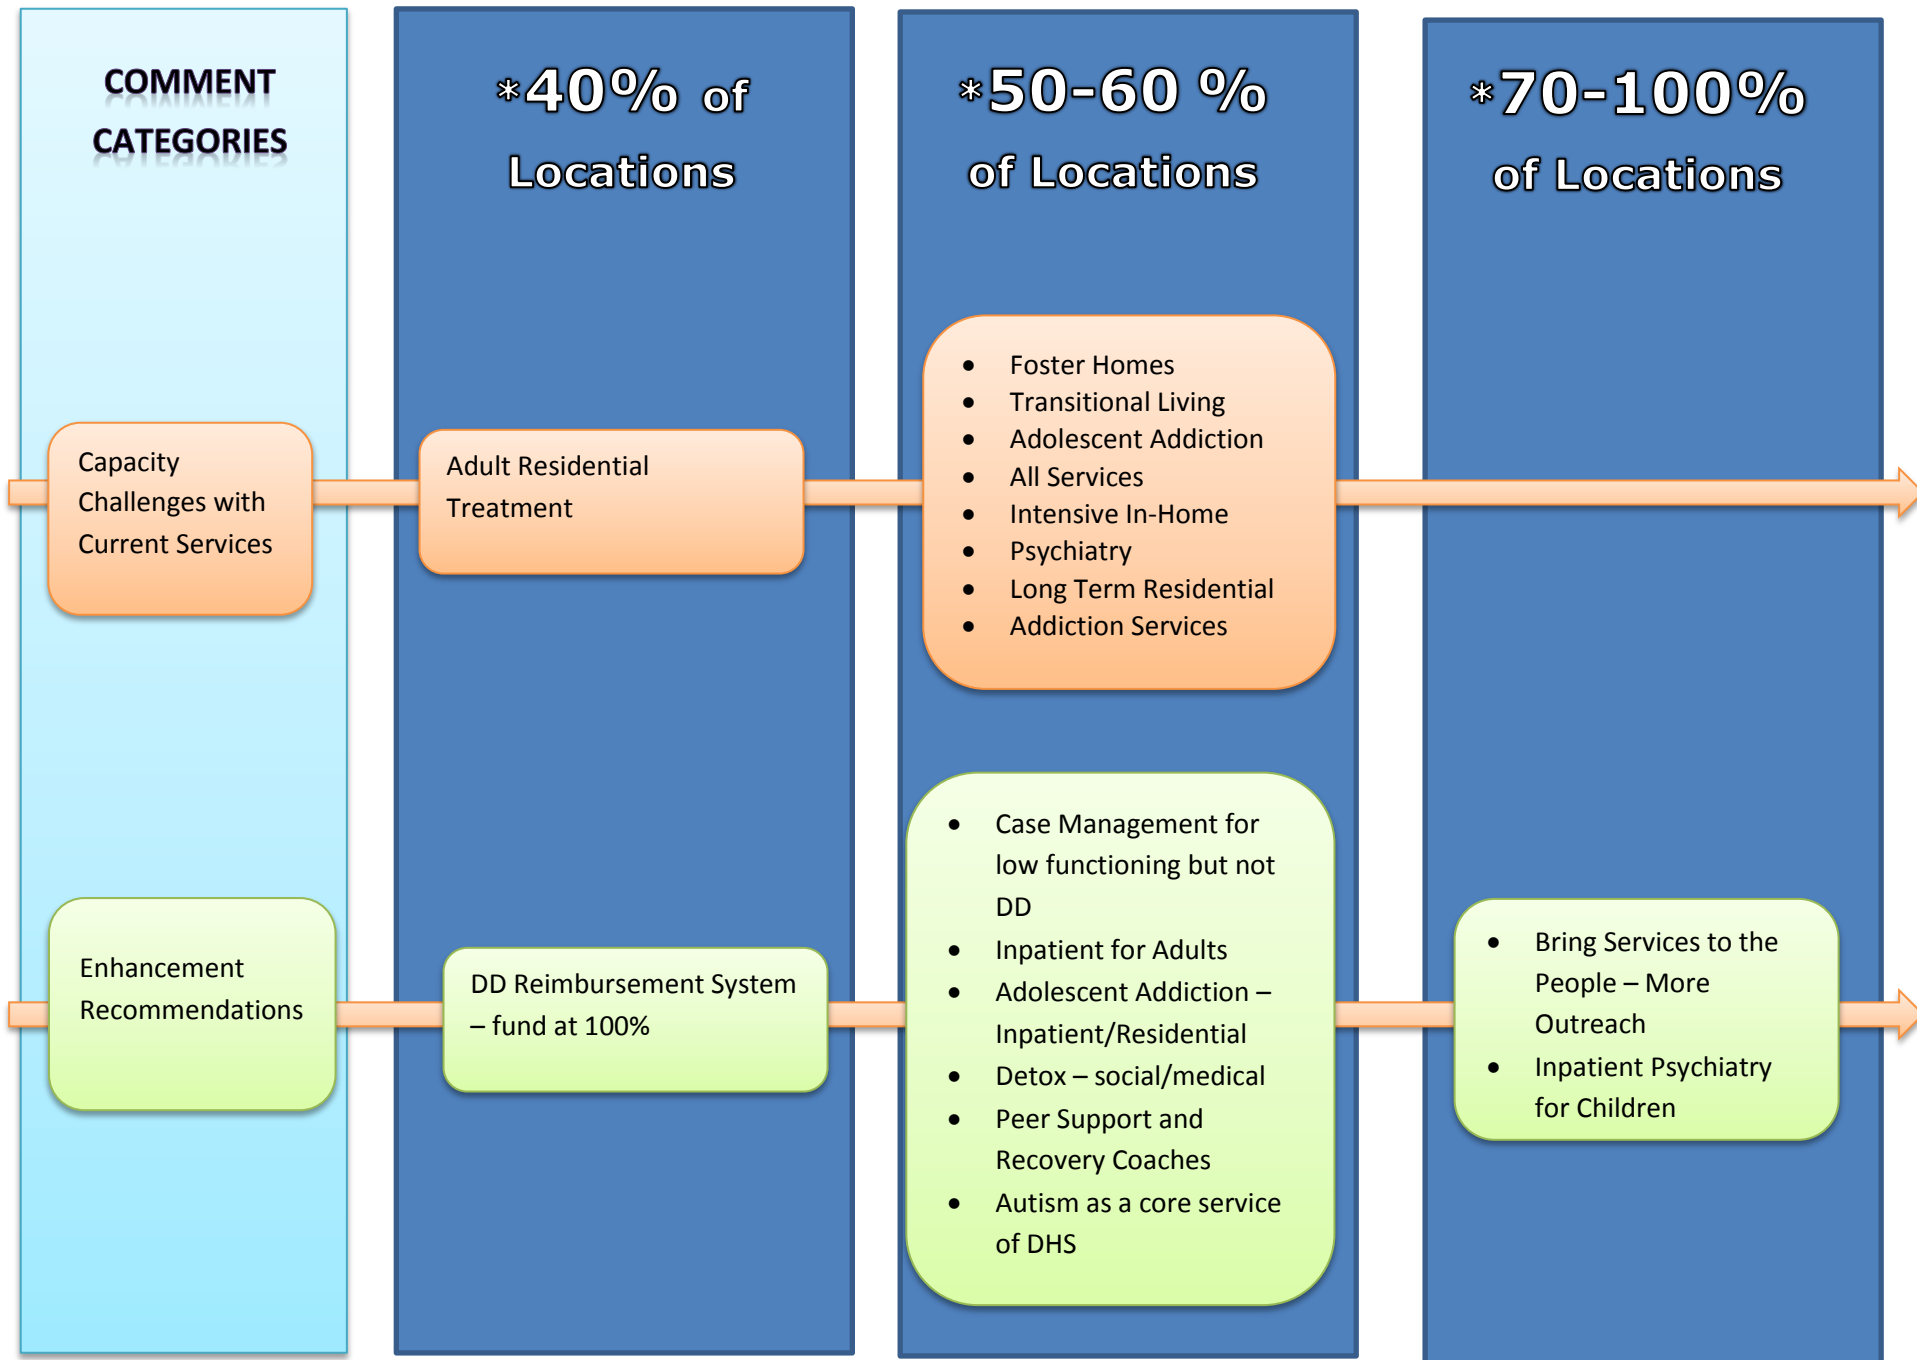 COMMENT
CATEGORIES
*40% of
Locations
*50-60 %
of Locations
*70-100%
of Locations
Capacity
Challenges with
Current Services
Adult Residential
Treatment
• Foster Homes
• Transitional Living
• Adolescent Addiction
• All Services
• Intensive In-Home
• Psychiatry
• Long Term Residential
• Addiction Services
Enhancement
Recommendations
DD Reimbursement System
– fund at 100%
• Case Management for
low functioning but not
DD
• Inpatient for Adults
• Adolescent Addiction –
Inpatient/Residential
• Detox – social/medical
• Peer Support and
Recovery Coaches
• Autism as a core service
of DHS
• Bring Services to the
People – More
Outreach
• Inpatient Psychiatry
for Children